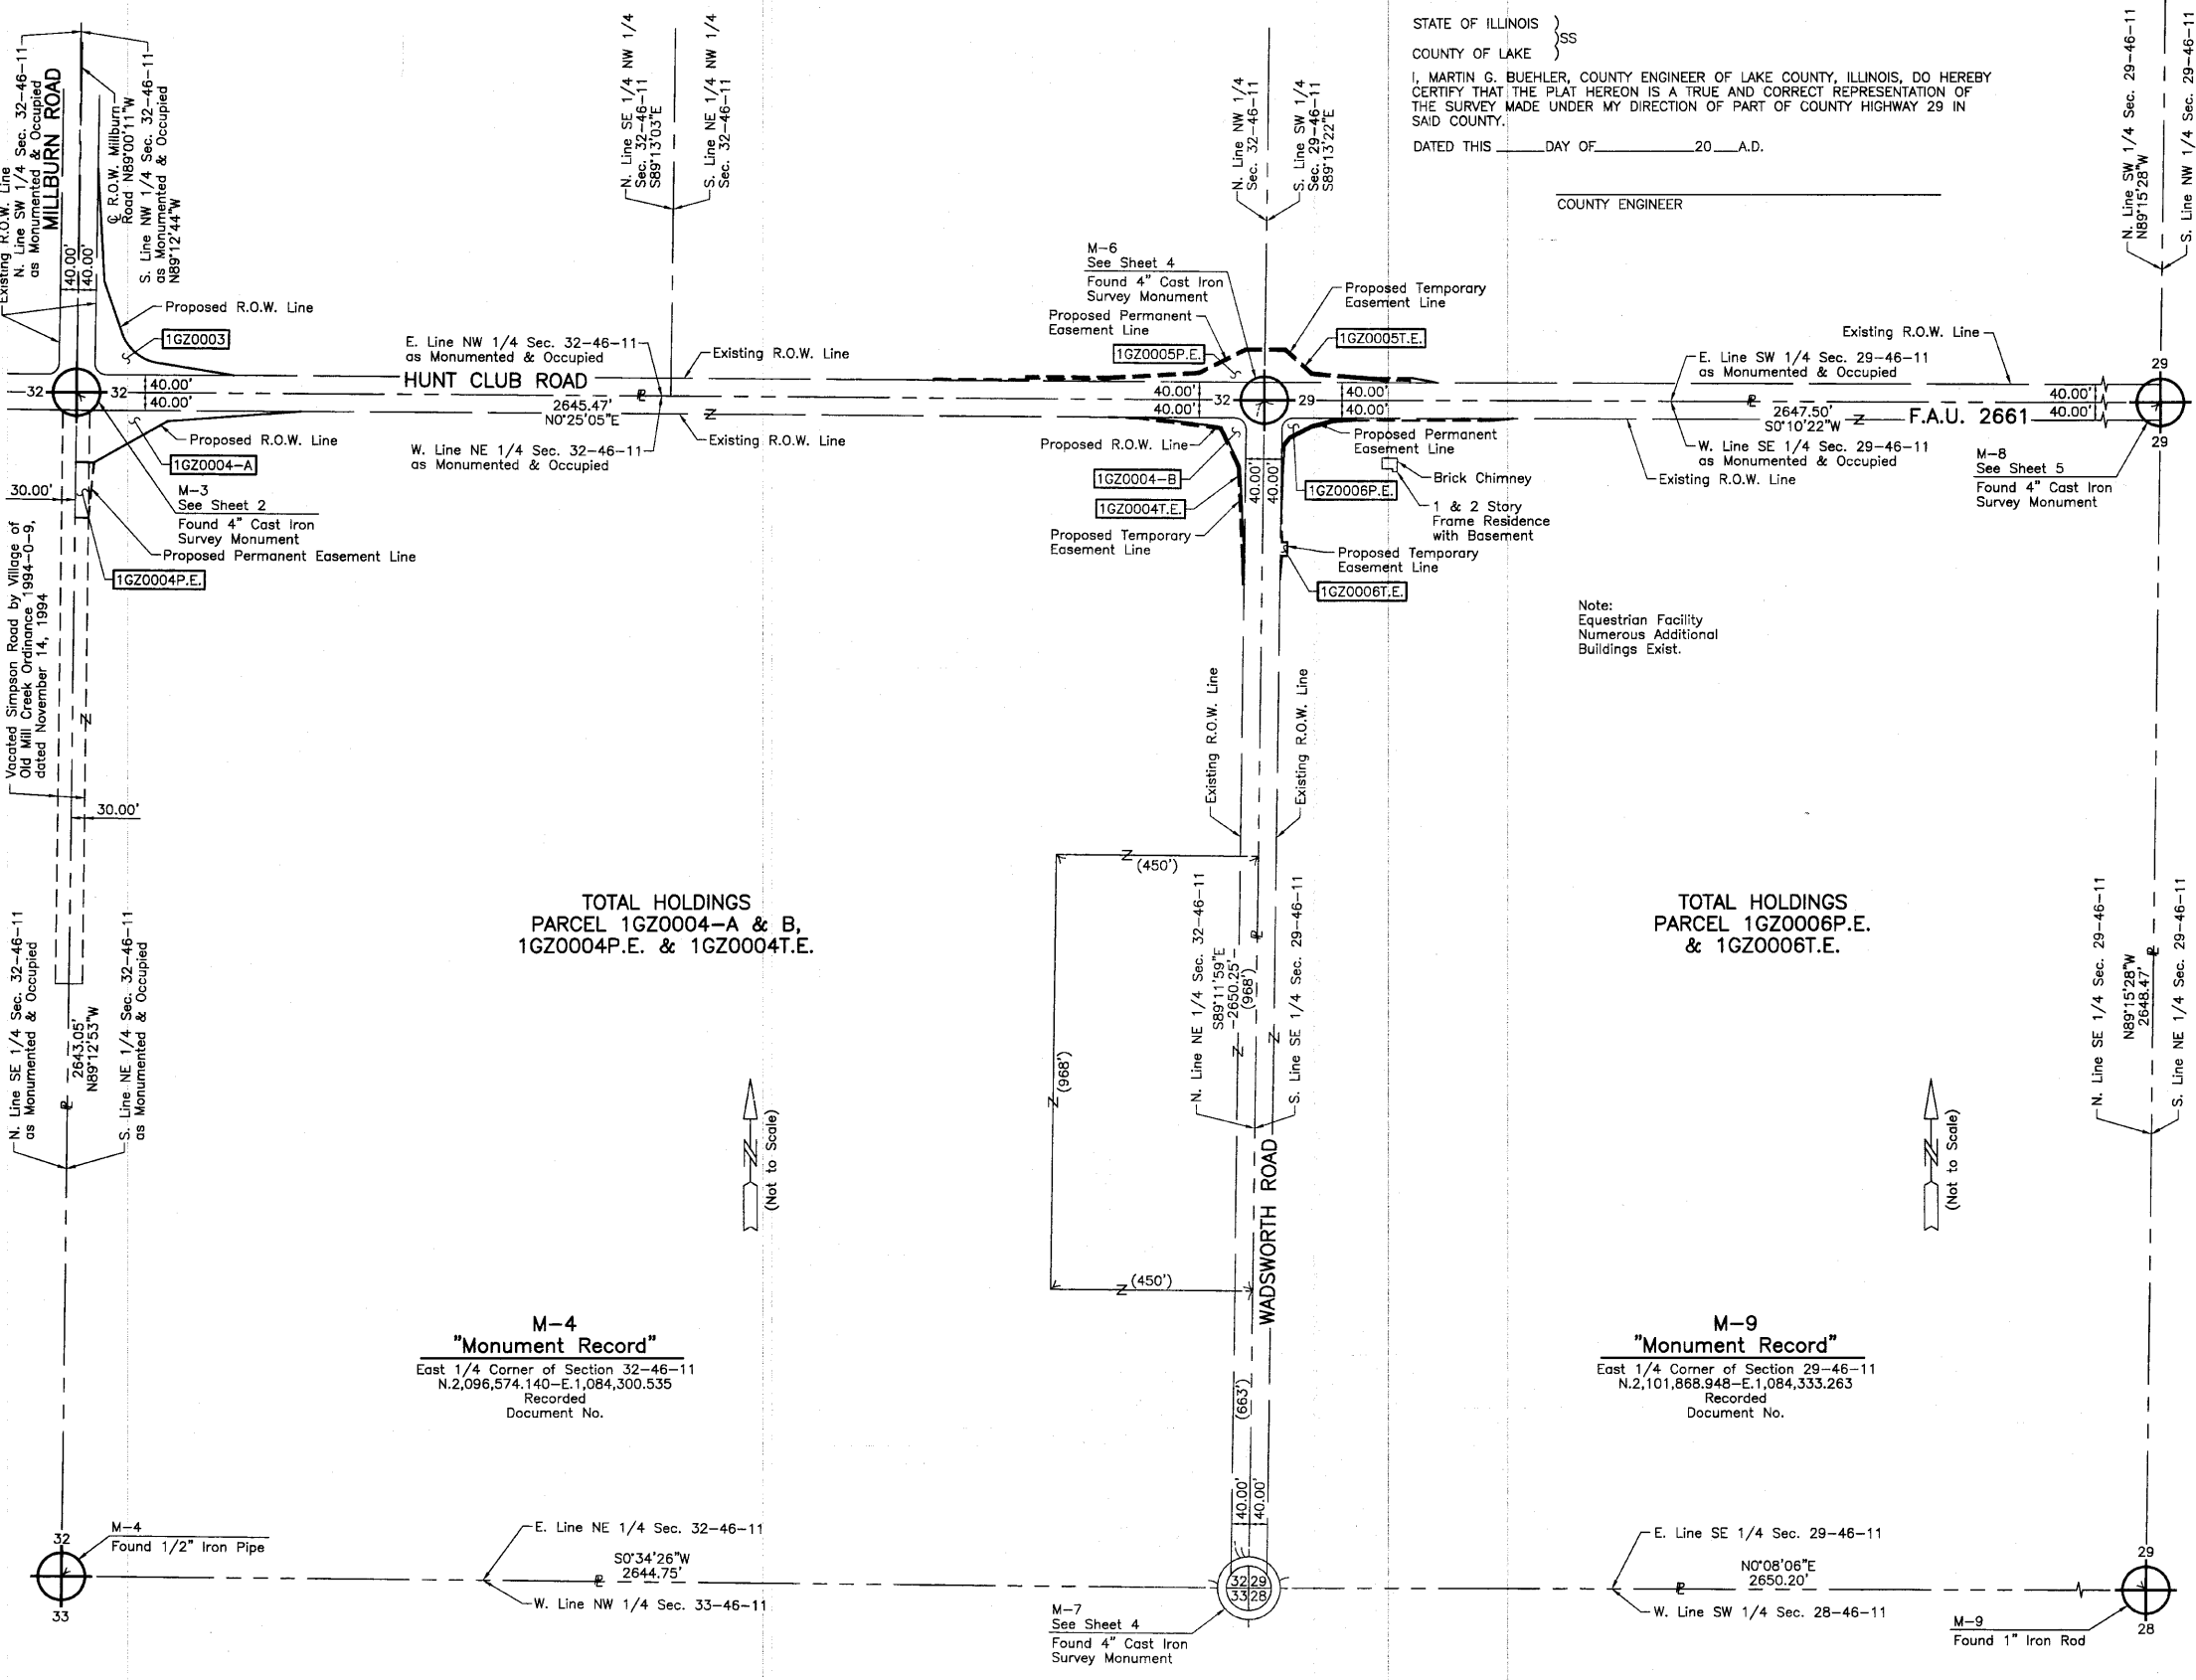 STATE OF ILLINOIS )
)SS
COUNTY OF LAKE )
I, MARTIN G. BUEHLER, COUNTY ENGINEER OF LAKE COUNTY, ILLINOIS, DO HEREBY
CERTIFY THAT THE PLAT HEREON IS A TRUE AND CORRECT REPRESENTATION OF
THE SURVEY MADE UNDER MY DIRECTION OF PART OF COUNTY HIGHWAY 29 IN
SAID COUNTY.
DATED THIS ______DAY OF_________20___A.D.
COUNTY ENGINEER
Existing R.O.W. Line
N. Line SW 1/4 Sec. 32-46-11
as Monumented & Occupied
MILLBURN ROAD
℄ R.O.W. Millburn
Road N89°00'11"W
S. Line NW 1/4 Sec. 32-46-11
as Monumented & Occupied
N89°12'44"W
40.00'
40.00'
Proposed R.O.W. Line
1GZ0003
32
32
40.00'
40.00'
Proposed R.O.W. Line
1GZ0004-A
30.00'
M-3
See Sheet 2
Found 4" Cast Iron
Survey Monument
Proposed Permanent Easement Line
1GZ0004P.E.
Vacated Simpson Road by Village of
Old Mill Creek Ordinance 1994-0-9,
dated November 14, 1994
30.00'
N. Line SE 1/4 Sec. 32-46-11
as Monumented & Occupied
2643.05'
N89°12'53"W
S. Line NE 1/4 Sec. 32-46-11
as Monumented & Occupied
N. Line SE 1/4 NW 1/4
Sec. 32-46-11
S89°13'03"E
S. Line NE 1/4 NW 1/4
Sec. 32-46-11
E. Line NW 1/4 Sec. 32-46-11
as Monumented & Occupied
Existing R.O.W. Line
HUNT CLUB ROAD
2645.47'
N0°25'05"E
W. Line NE 1/4 Sec. 32-46-11
as Monumented & Occupied
Existing R.O.W. Line
N. Line NW 1/4
Sec. 32-46-11
S. Line SW 1/4
Sec. 29-46-11
S89°13'22"E
M-6
See Sheet 4
Found 4" Cast Iron
Survey Monument
Proposed Permanent
Easement Line
1GZ0005P.E.
Proposed Temporary
Easement Line
1GZ0005T.E.
40.00'
40.00'
32
29
40.00'
40.00'
Proposed R.O.W. Line
1GZ0004-B
1GZ0004T.E.
Proposed Temporary
Easement Line
40.00'
40.00'
Proposed Permanent
Easement Line
1GZ0006P.E.
Brick Chimney
1 & 2 Story
Frame Residence
with Basement
Proposed Temporary
Easement Line
1GZ0006T.E.
Existing R.O.W. Line
E. Line SW 1/4 Sec. 29-46-11
as Monumented & Occupied
2647.50'
S0°10'22"W
F.A.U. 2661
W. Line SE 1/4 Sec. 29-46-11
as Monumented & Occupied
Existing R.O.W. Line
40.00'
40.00'
29
29
M-8
See Sheet 5
Found 4" Cast Iron
Survey Monument
N. Line SW 1/4 Sec. 29-46-11
N89°15'28"W
S. Line NW 1/4 Sec. 29-46-11
Note:
Equestrian Facility
Numerous Additional
Buildings Exist.
Existing R.O.W. Line
Existing R.O.W. Line
(450')
(968')
(450')
N. Line NE 1/4 Sec. 32-46-11
S89°11'59"E
2650.25'
(968')
S. Line SE 1/4 Sec. 29-46-11
WADSWORTH ROAD
(663')
40.00'
40.00'
TOTAL HOLDINGS
PARCEL 1GZ0004-A & B,
1GZ0004P.E. & 1GZ0004T.E.
TOTAL HOLDINGS
PARCEL 1GZ0006P.E.
& 1GZ0006T.E.
N. Line SE 1/4 Sec. 29-46-11
N89°15'28"W
2648.47'
S. Line NE 1/4 Sec. 29-46-11
N
(Not to Scale)
N
(Not to Scale)
M-4
"Monument Record"
East 1/4 Corner of Section 32-46-11
N.2,096,574.140-E.1,084,300.535
Recorded
Document No.
M-9
"Monument Record"
East 1/4 Corner of Section 29-46-11
N.2,101,868.948-E.1,084,333.263
Recorded
Document No.
32
M-4
Found 1/2" Iron Pipe
33
E. Line NE 1/4 Sec. 32-46-11
S0°34'26"W
2644.75'
W. Line NW 1/4 Sec. 33-46-11
32 29
33 28
M-7
See Sheet 4
Found 4" Cast Iron
Survey Monument
E. Line SE 1/4 Sec. 29-46-11
N0°08'06"E
2650.20'
W. Line SW 1/4 Sec. 28-46-11
29
M-9
Found 1" Iron Rod
28